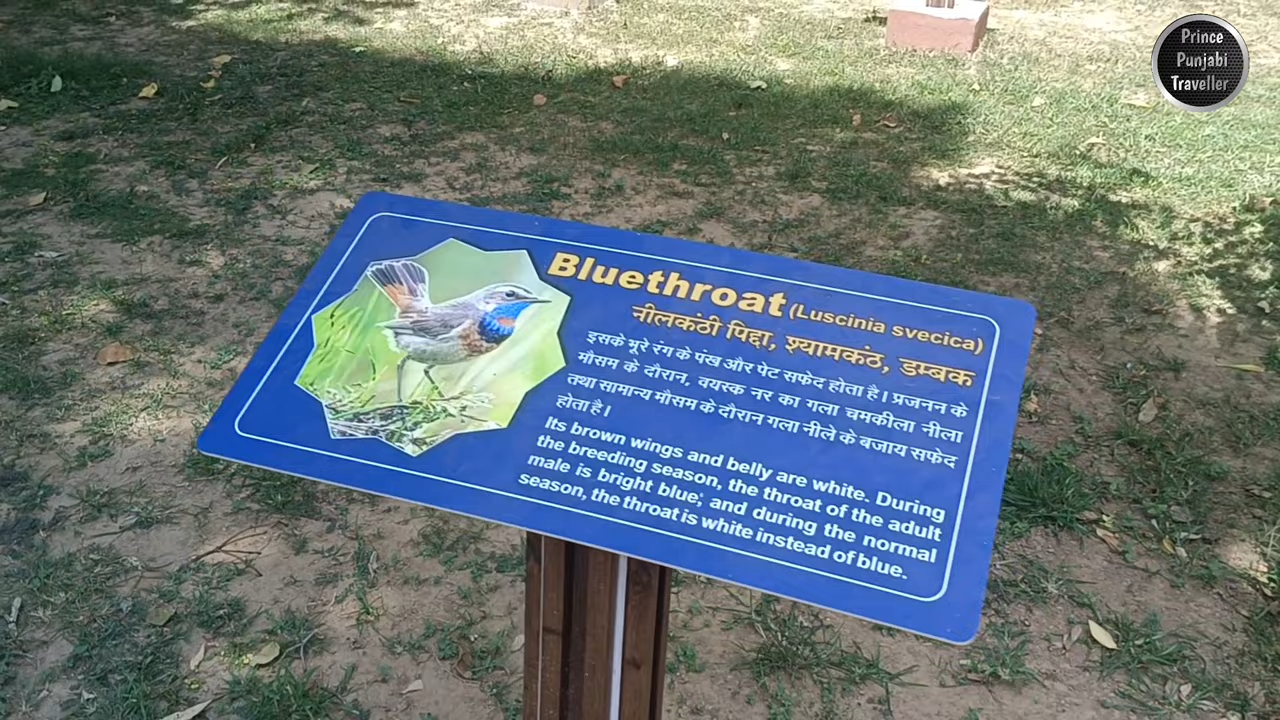 Prince
Punjabi
Traveller
Bluethroat (Luscinia svecica)
नीलकंठी पिद्दा, श्यामकंठ, डम्बक
इसके भूरे रंग के पंख और पेट सफेद होता है। प्रजनन के
मौसम के दौरान, वयस्क नर का गला चमकीला नीला
तथा सामान्य मौसम के दौरान गला नीले के बजाय सफेद
होता है।
Its brown wings and belly are white. During
the breeding season, the throat of the adult
male is bright blue; and during the normal
season, the throat is white instead of blue.